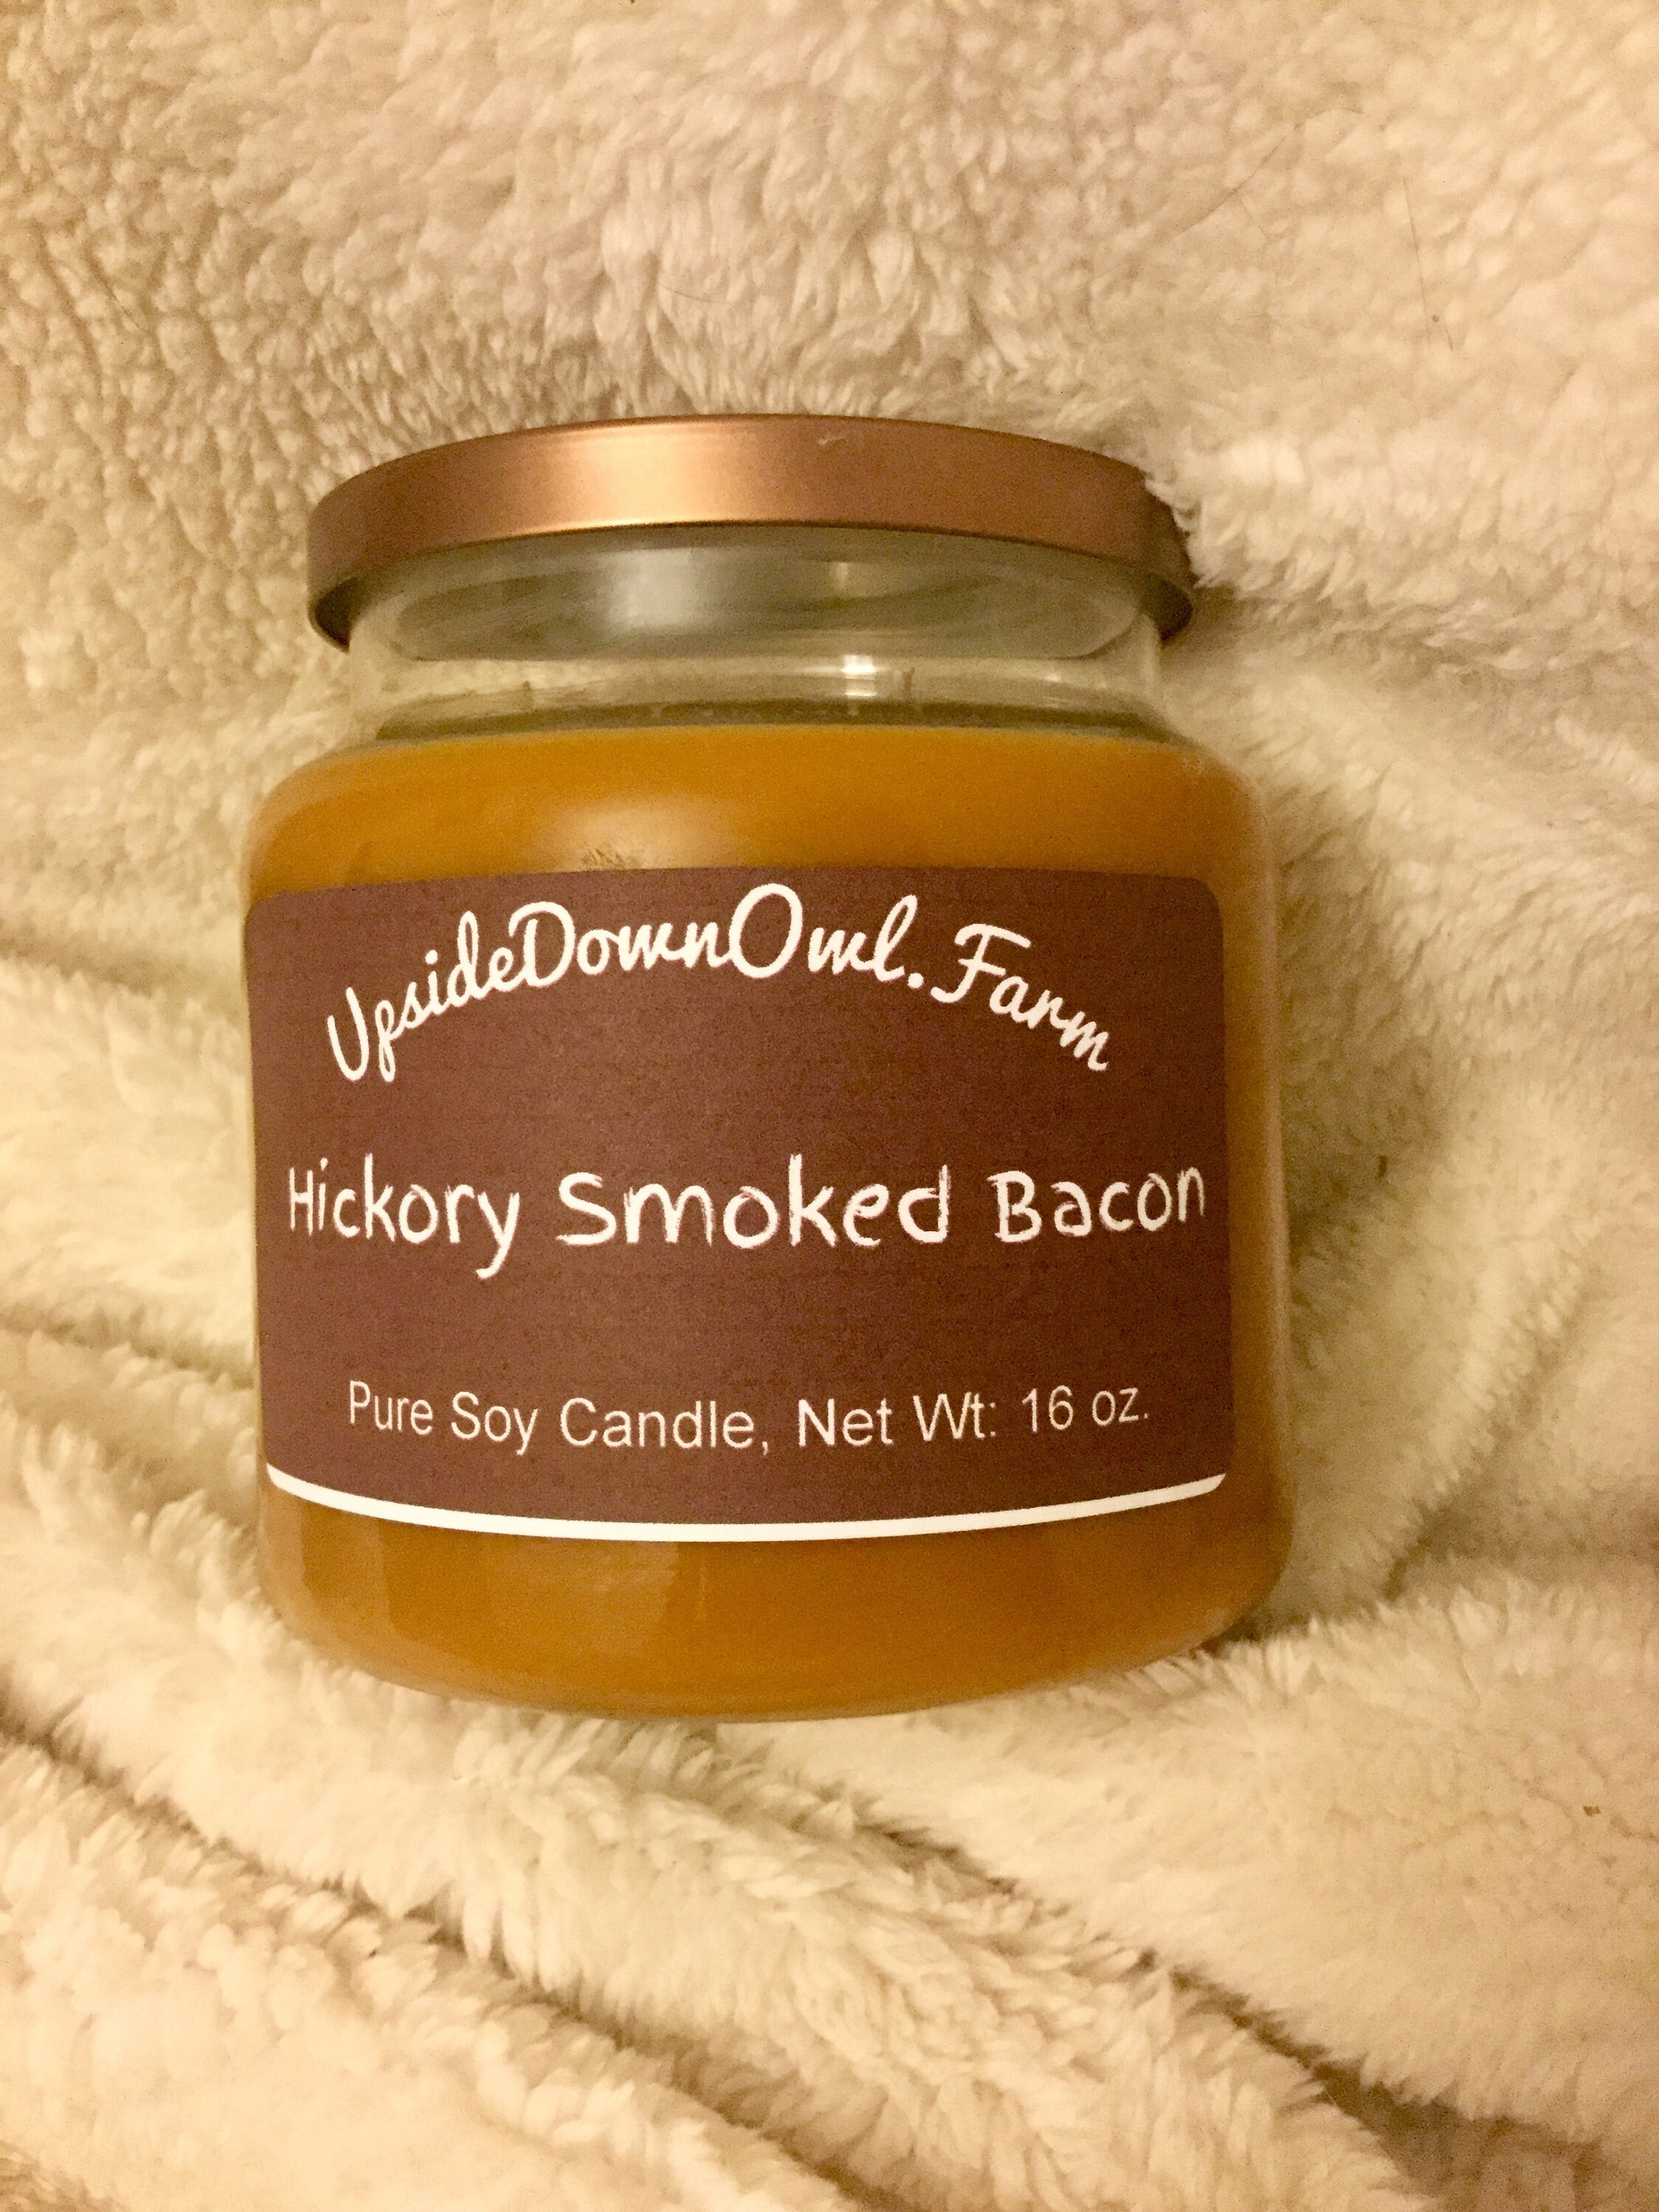 UpsideDownOwl.Farm
Hickory Smoked Bacon
Pure Soy Candle, Net Wt: 16 oz.